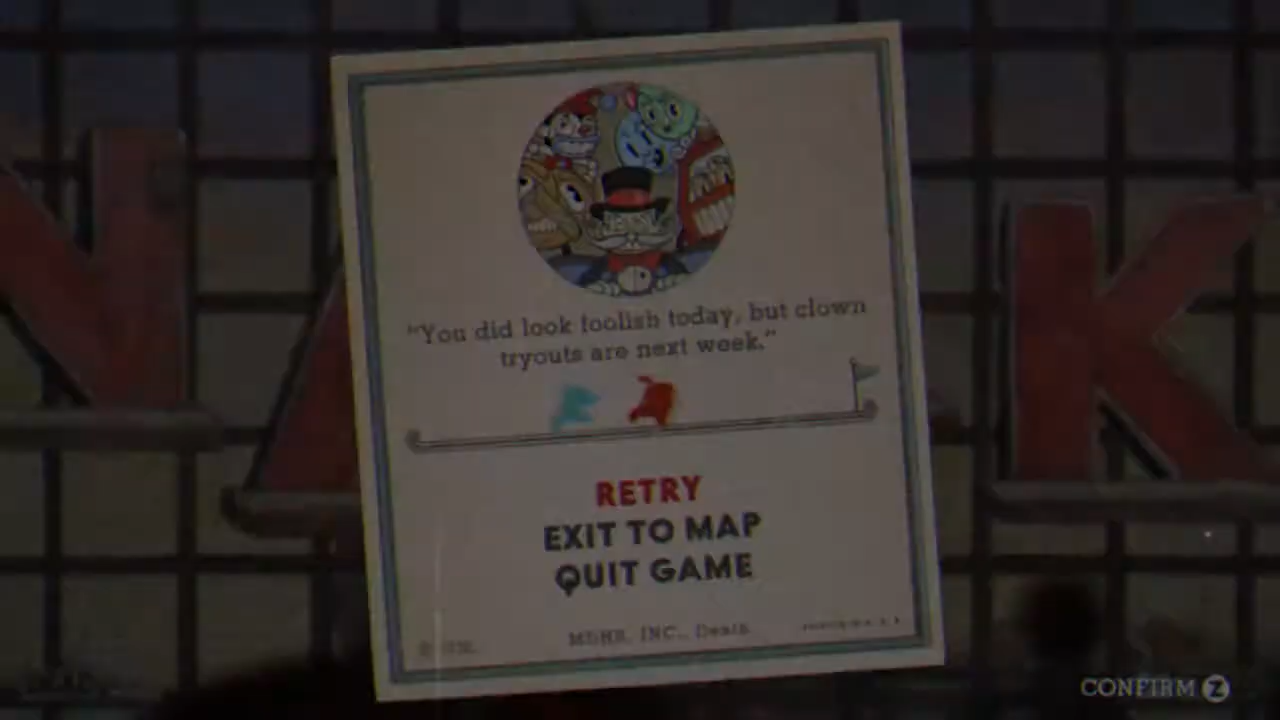 "You did look foolish today, but clown
tryouts are next week."
RETRY
EXIT TO MAP
QUIT GAME
MDHR, INC., Deals
CONFIRM Z
K